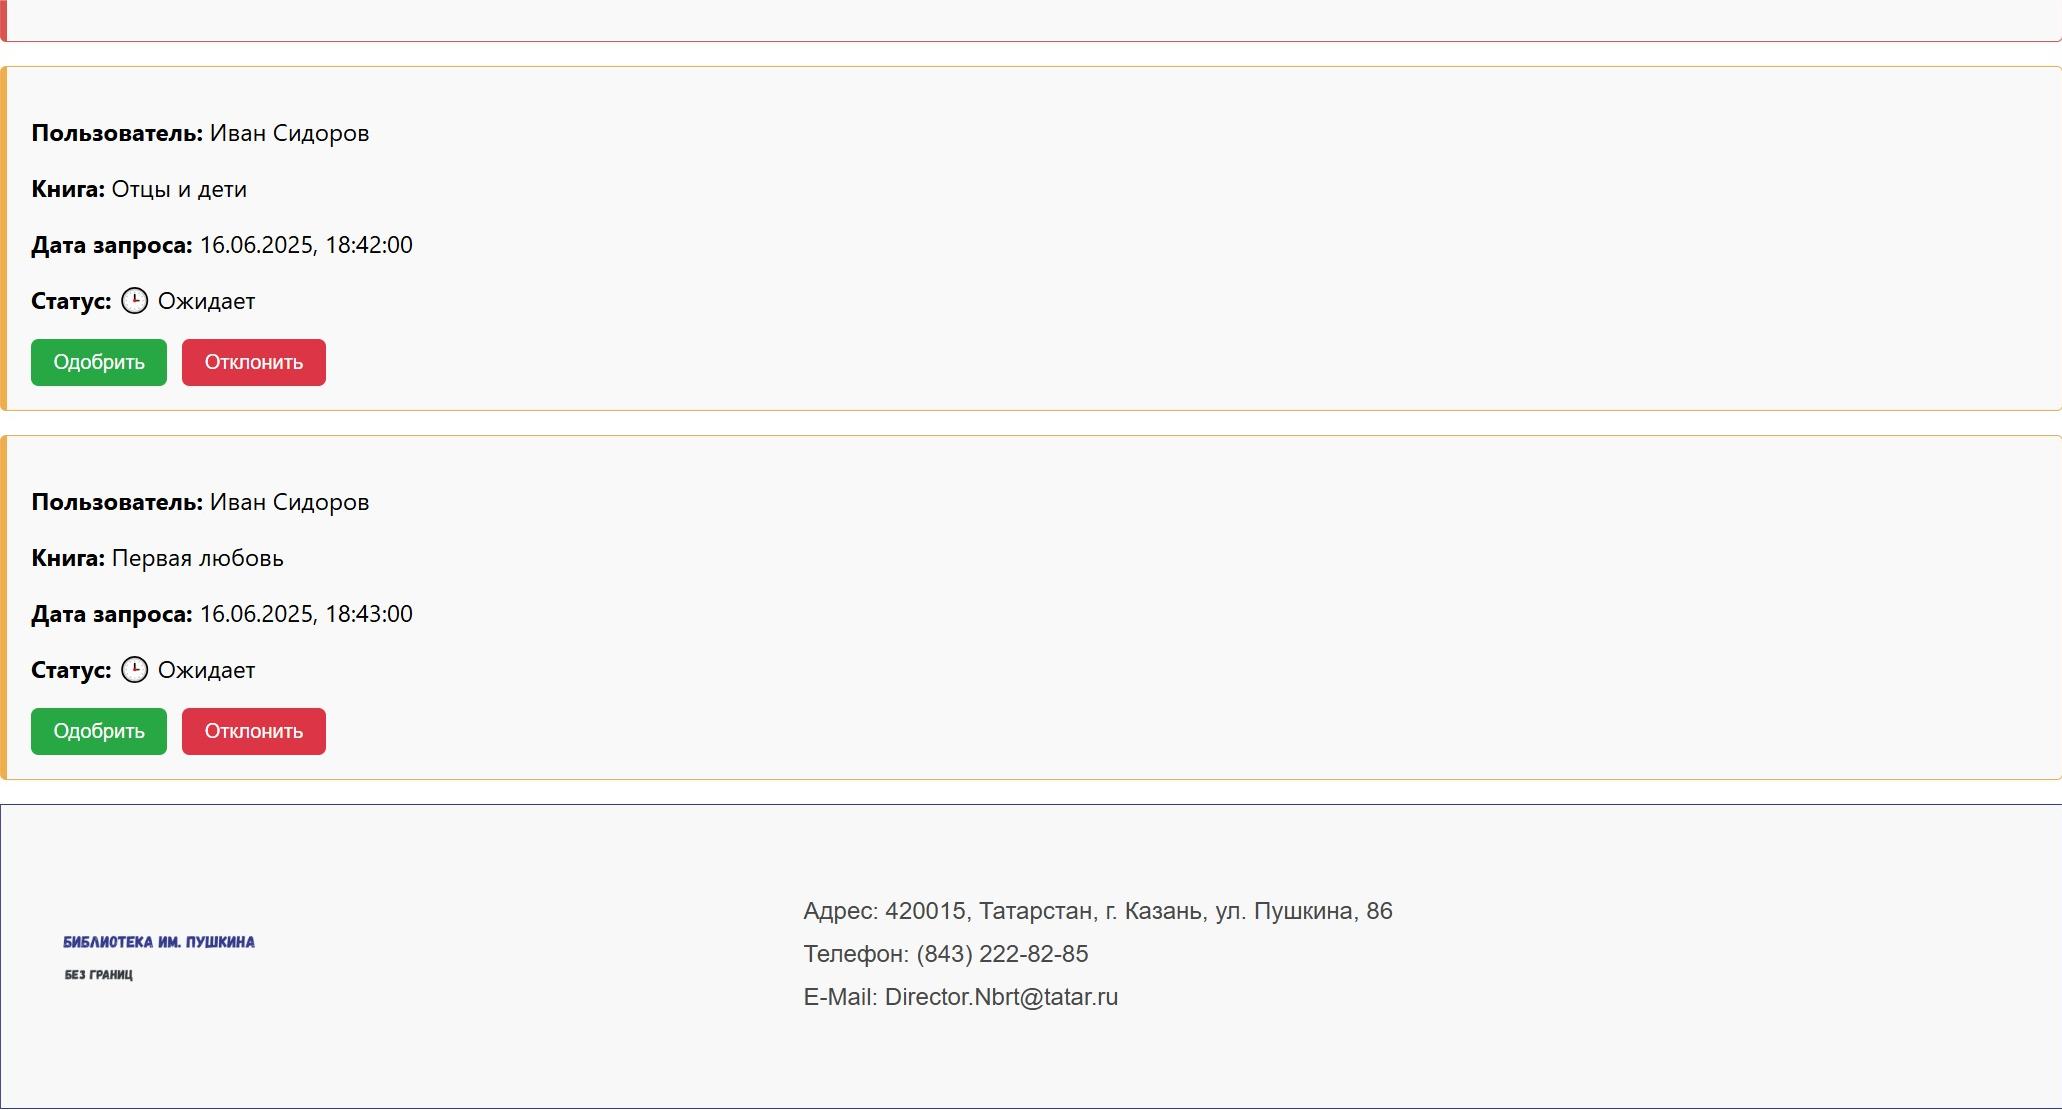 Пользователь: Иван Сидоров
Книга: Отцы и дети
Дата запроса: 16.06.2025, 18:42:00
Статус: 🕒 Ожидает
Одобрить Отклонить
Пользователь: Иван Сидоров
Книга: Первая любовь
Дата запроса: 16.06.2025, 18:43:00
Статус: 🕒 Ожидает
Одобрить Отклонить
БИБЛИОТЕКА ИМ. ПУШКИНА
БЕЗ ГРАНИЦ
Адрес: 420015, Татарстан, г. Казань, ул. Пушкина, 86
Телефон: (843) 222-82-85
E-Mail: Director.Nbrt@tatar.ru